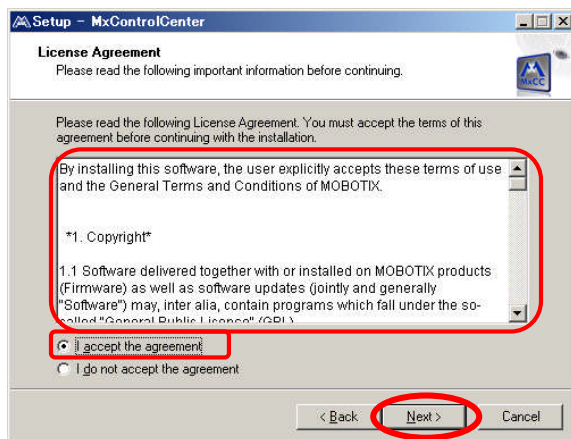 Setup - MxControlCenter
License Agreement
Please read the following important information before continuing.
MxCC
Please read the following License Agreement. You must accept the terms of this
agreement before continuing with the installation.
By installing this software, the user explicitly accepts these terms of use
and the General Terms and Conditions of MOBOTIX.
*1. Copyright*
1.1 Software delivered together with or installed on MOBOTIX products
(Firmware) as well as software updates (jointly and generally
"Software") may, inter alia, contain programs which fall under the so-
called "General Public License" (GPL)
I accept the agreement
I do not accept the agreement
< Back
Next >
Cancel